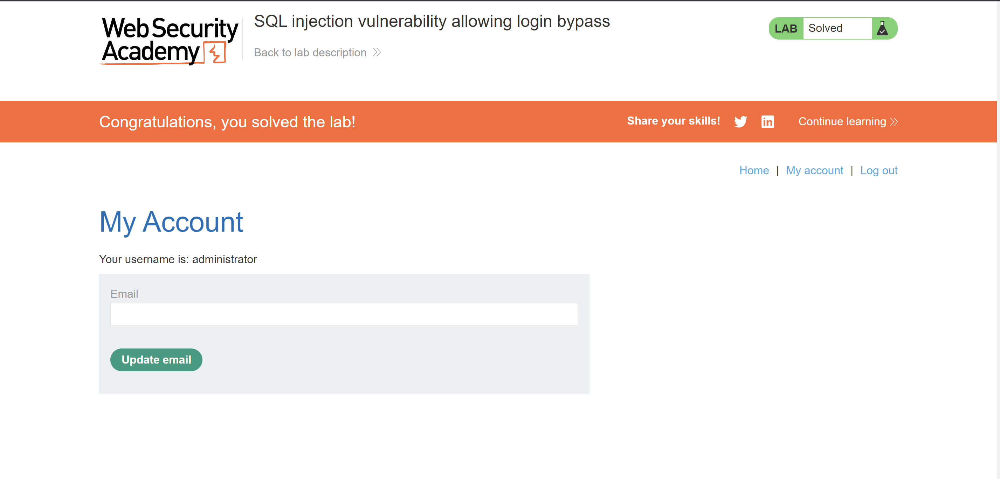 Web Security
Academy
SQL injection vulnerability allowing login bypass
Back to lab description
LAB Solved
Congratulations, you solved the lab!
Share your skills!
Continue learning
Home | My account | Log out
My Account
Your username is: administrator
Email
Update email